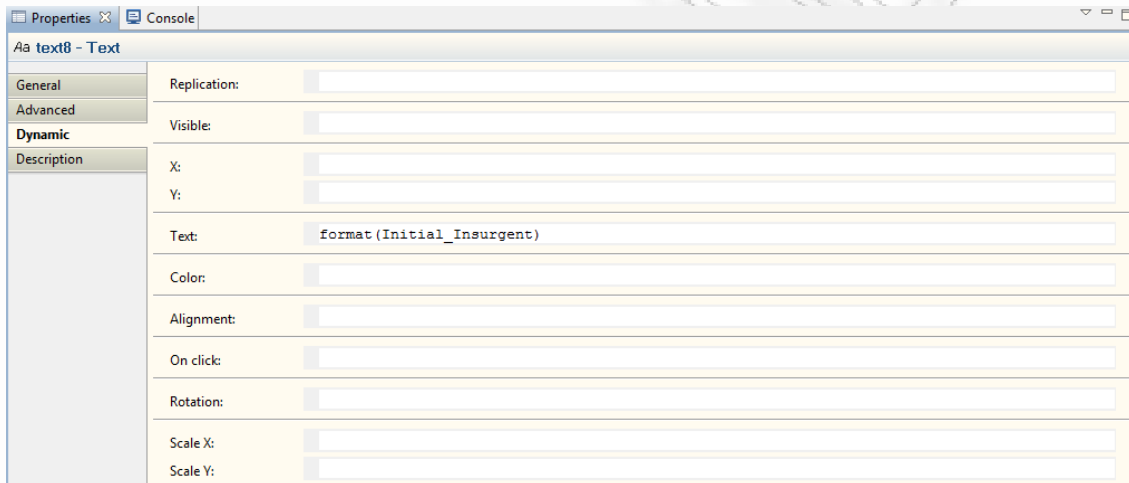 Properties Console
Aa text8 - Text
General
Advanced
Dynamic
Description
Replication:
Visible:
X:
Y:
Text: format(Initial_Insurgent)
Color:
Alignment:
On click:
Rotation:
Scale X:
Scale Y: